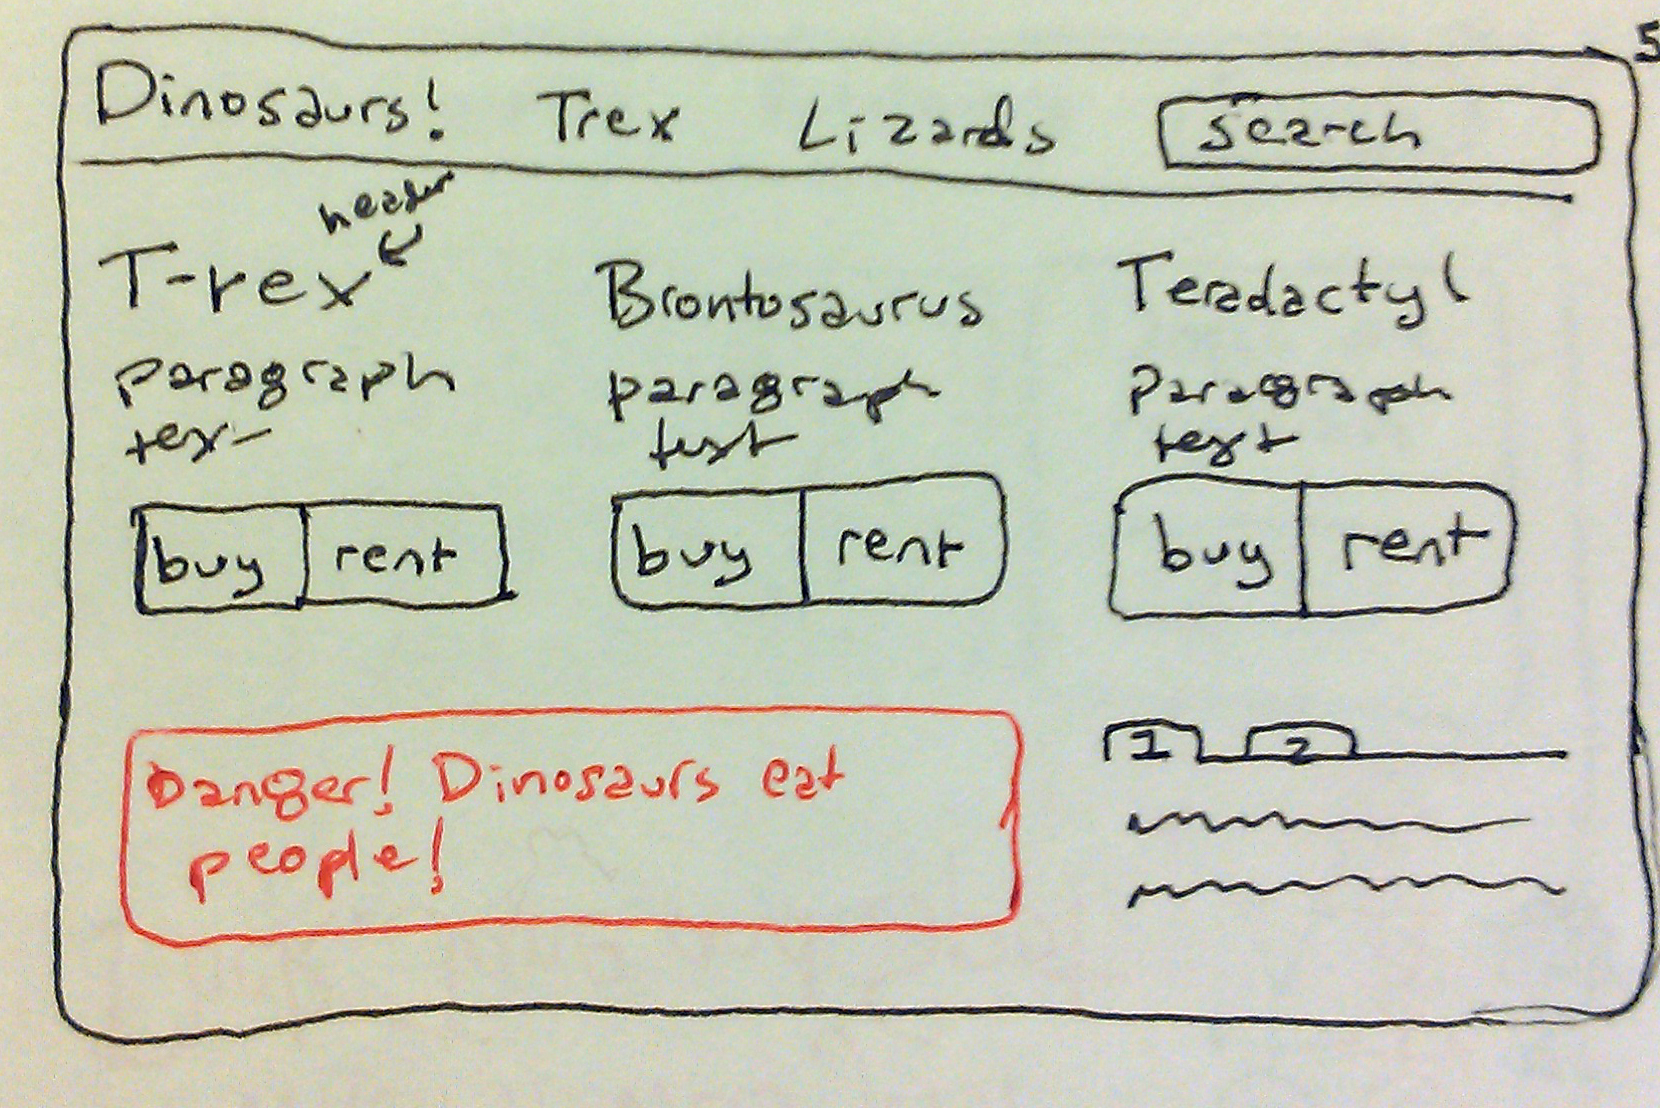 5
Dinosaurs! Trex Lizards search
header
T-rex Brontosaurus Teradactyl
paragraph paragraph Paragraph
text text text
buy rent buy rent buy rent
Danger! Dinosaurs eat
people!
1 2